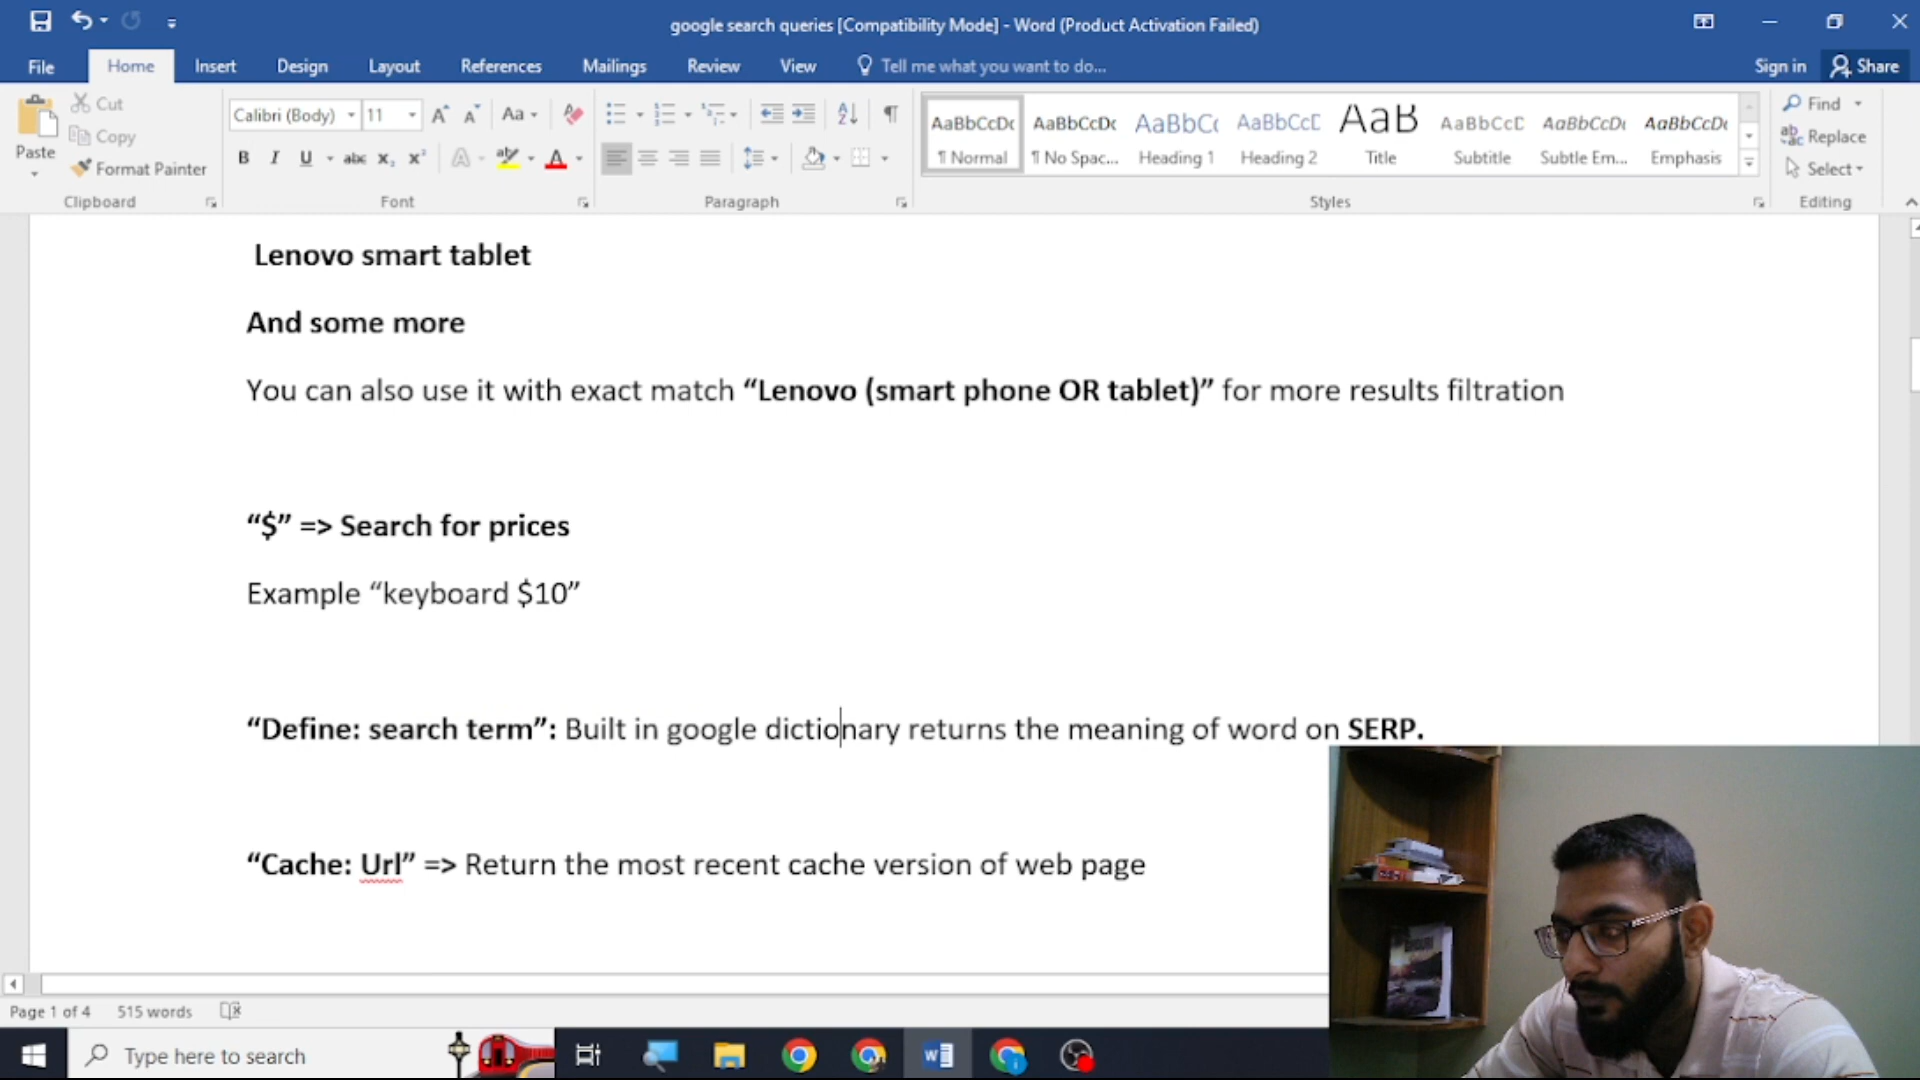 google search queries [Compatibility Mode] - Word (Product Activation Failed)
File Home Insert Design Layout References Mailings Review View Tell me what you want to do... Sign in Share
Paste
Cut
Copy
Format Painter
Clipboard
Calibri (Body) 11
Font
Paragraph
AaBbCcDc ¶ Normal
AaBbCcDc ¶ No Spac...
AaBbCc Heading 1
AaBbCcD Heading 2
AaB Title
AaBbCcD Subtitle
AaBbCcDc Subtle Em...
AaBbCcDc Emphasis
Styles
Find
Replace
Select
Editing
Lenovo smart tablet
And some more
You can also use it with exact match “Lenovo (smart phone OR tablet)” for more results filtration
“$” => Search for prices
Example “keyboard $10”
“Define: search term”: Built in google dictionary returns the meaning of word on SERP.
“Cache: Url” => Return the most recent cache version of web page
Page 1 of 4 515 words
Type here to search